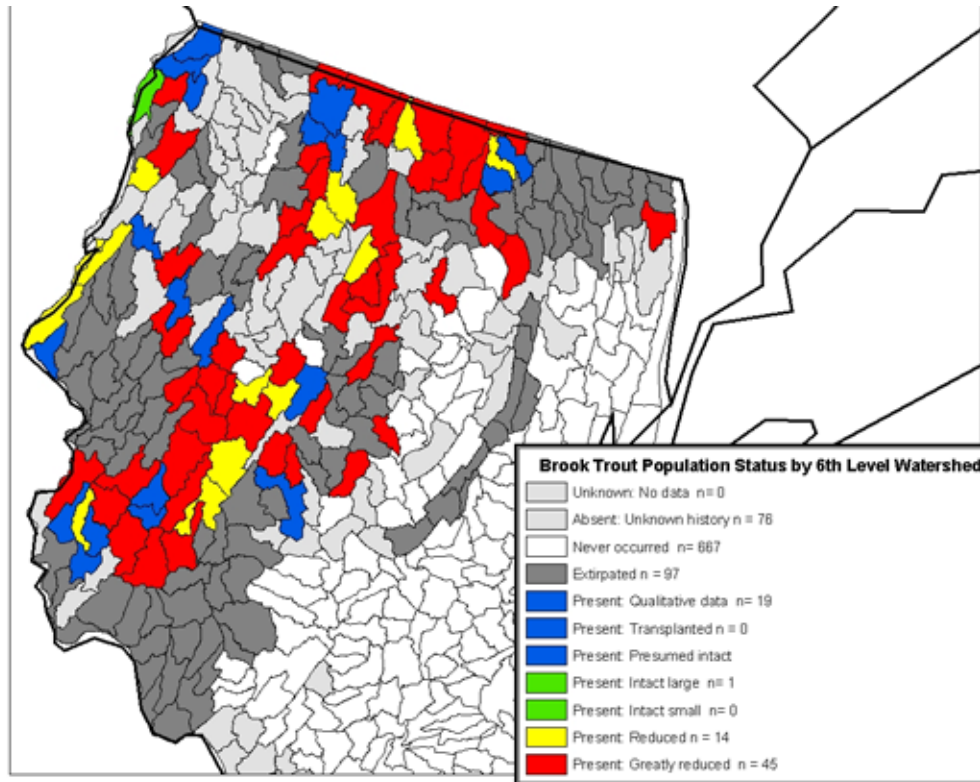 Brook Trout Population Status by 6th Level Watershed
Unknown: No data n= 0
Absent: Unknown history n = 76
Never occurred n= 667
Extirpated n = 97
Present: Qualitative data n= 19
Present: Transplanted n= 0
Present: Presumed intact
Present: Intact large n= 1
Present: Intact small n= 0
Present: Reduced n = 14
Present: Greatly reduced n = 45